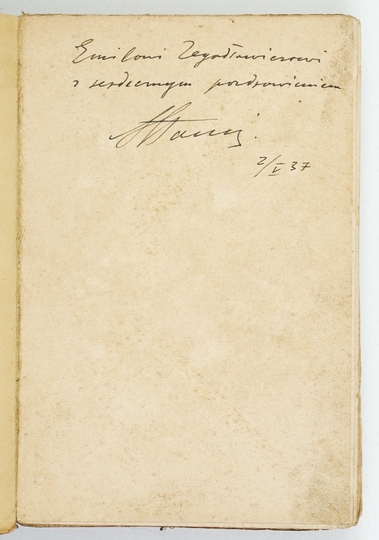 Emilowi Zegadłowiczowi
z serdecznym pozdrowieniem
2/V 37